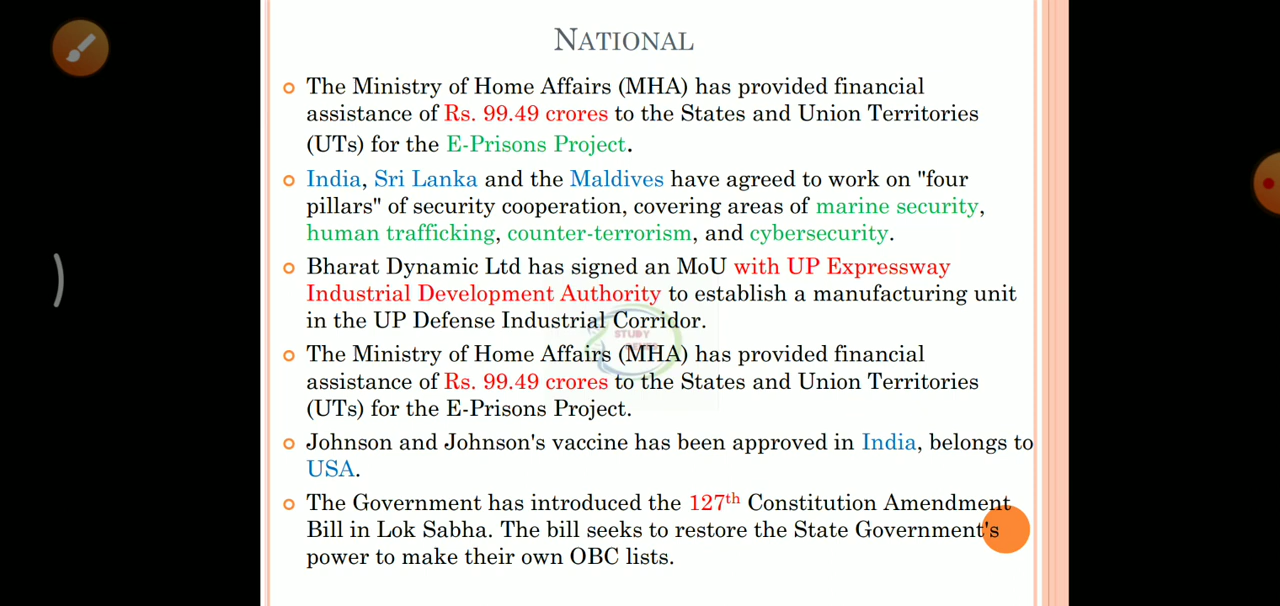 NATIONAL
The Ministry of Home Affairs (MHA) has provided financial
assistance of Rs. 99.49 crores to the States and Union Territories
(UTs) for the E-Prisons Project.
India, Sri Lanka and the Maldives have agreed to work on "four
pillars" of security cooperation, covering areas of marine security,
human trafficking, counter-terrorism, and cybersecurity.
Bharat Dynamic Ltd has signed an MoU with UP Expressway
Industrial Development Authority to establish a manufacturing unit
in the UP Defense Industrial Corridor.
STUDY
The Ministry of Home Affairs (MHA) has provided financial
assistance of Rs. 99.49 crores to the States and Union Territories
(UTs) for the E-Prisons Project.
Johnson and Johnson's vaccine has been approved in India, belongs to
USA.
The Government has introduced the 127th Constitution Amendment
Bill in Lok Sabha. The bill seeks to restore the State Government's
power to make their own OBC lists.